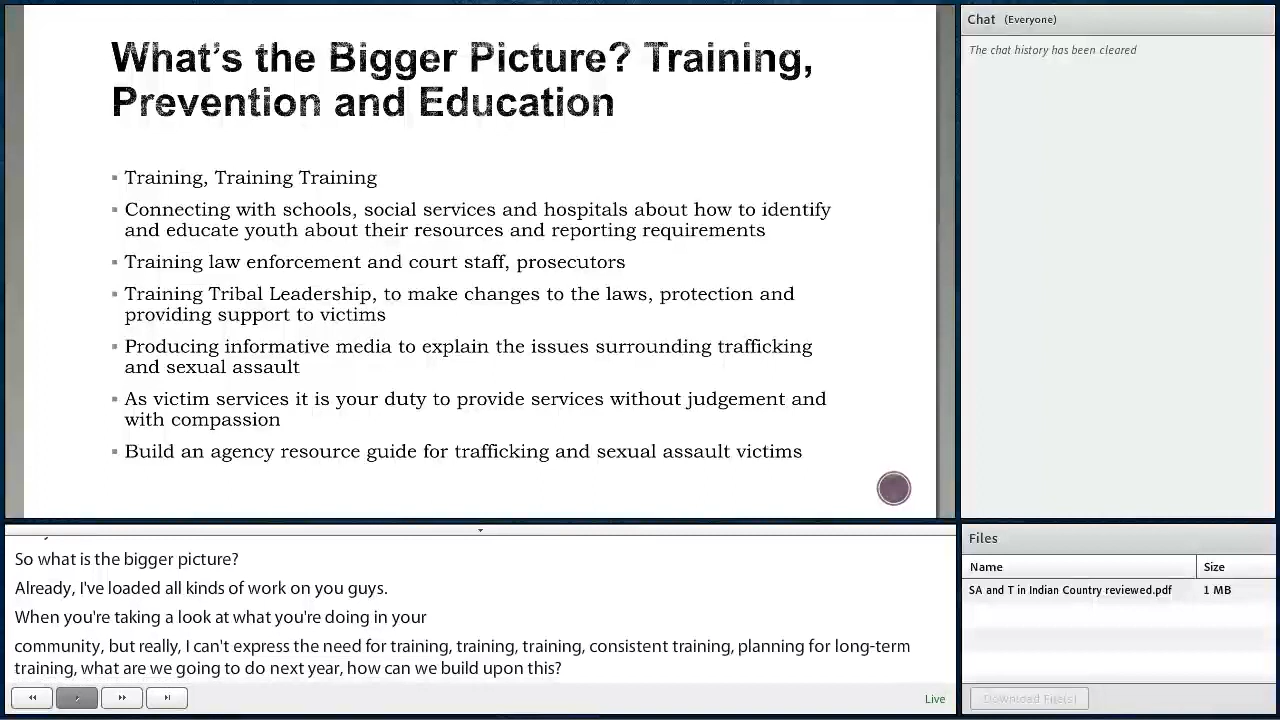 What's the Bigger Picture? Training,
Prevention and Education
Training, Training Training
Connecting with schools, social services and hospitals about how to identify
and educate youth about their resources and reporting requirements
Training law enforcement and court staff, prosecutors
Training Tribal Leadership, to make changes to the laws, protection and
providing support to victims
Producing informative media to explain the issues surrounding trafficking
and sexual assault
As victim services it is your duty to provide services without judgement and
with compassion
Build an agency resource guide for trafficking and sexual assault victims
So what is the bigger picture?
Already, I've loaded all kinds of work on you guys.
When you're taking a look at what you're doing in your
community, but really, I can't express the need for training, training, training, consistent training, planning for long-term
training, what are we going to do next year, how can we build upon this?
Live
Chat (Everyone)
The chat history has been cleared
Files
Name Size
SA and T in Indian Country reviewed.pdf 1 MB
Download File(s)